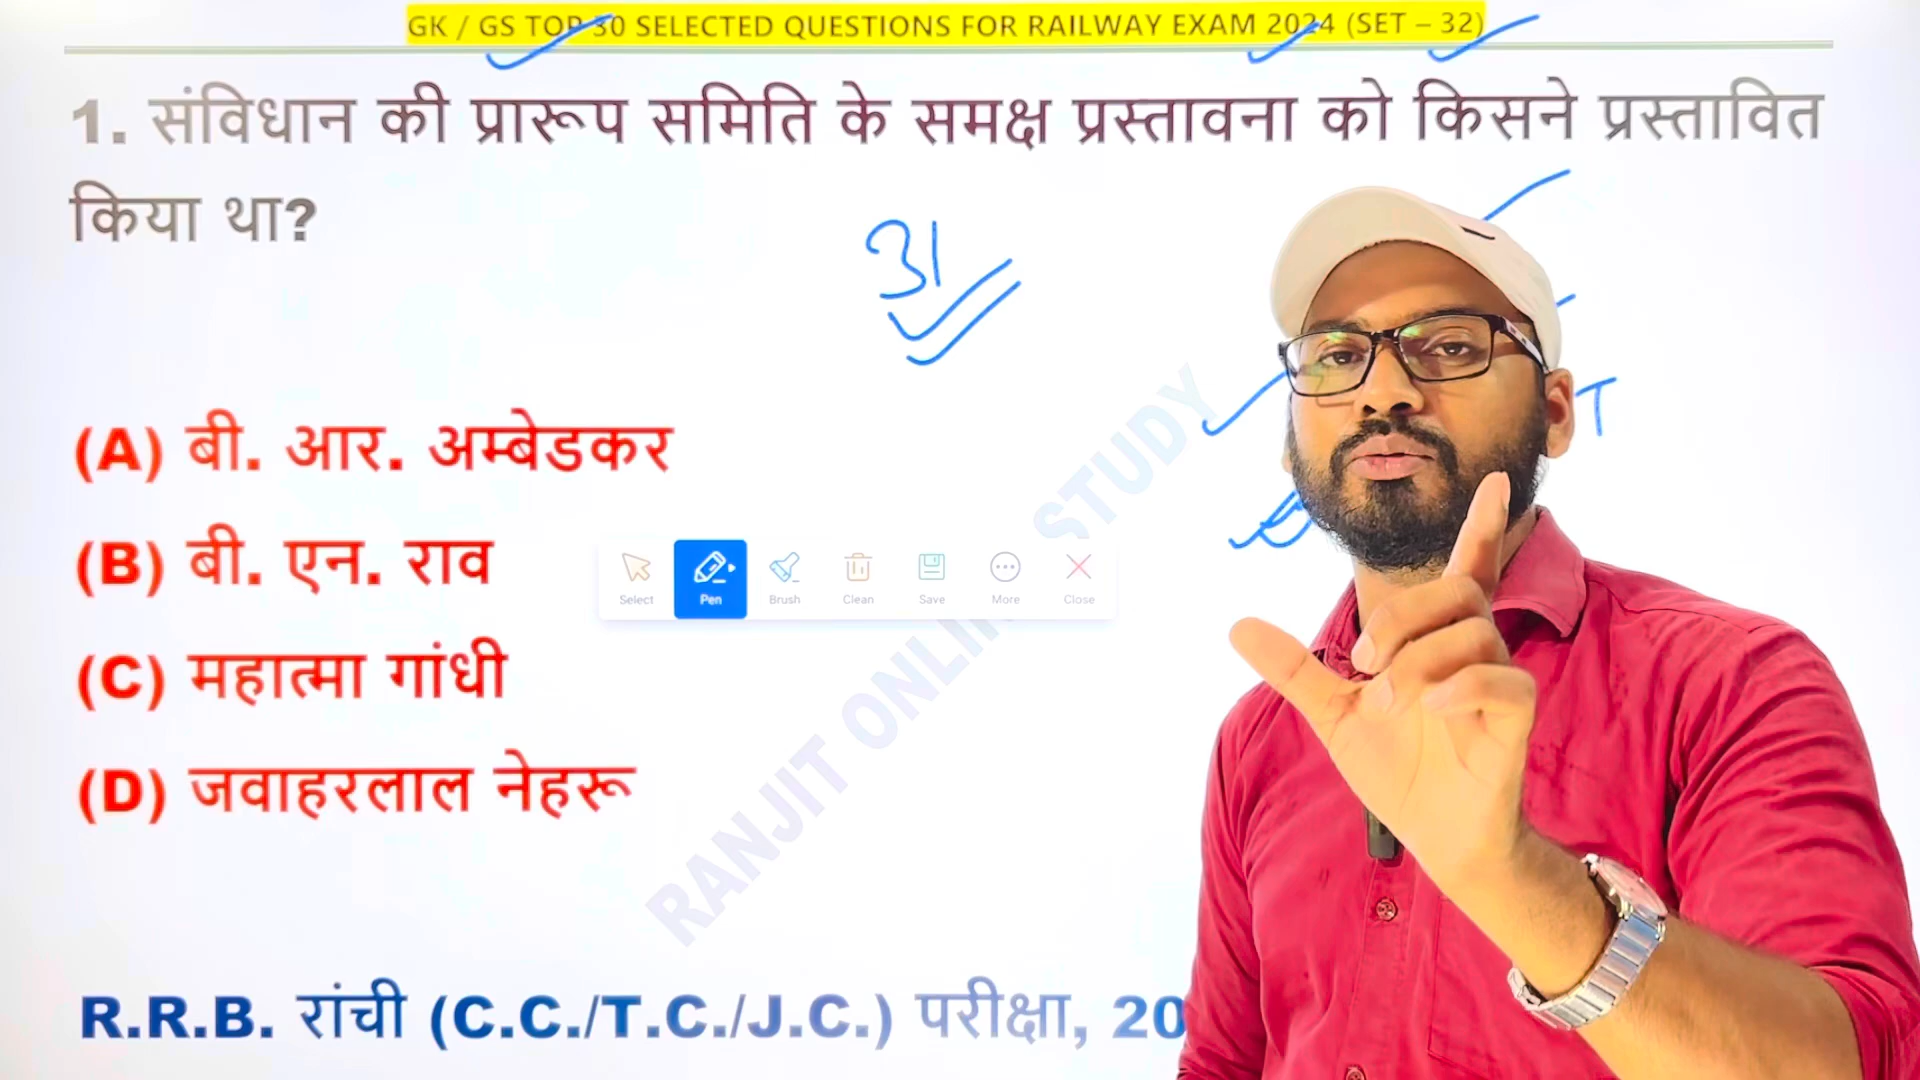 GK / GS TOP 30 SELECTED QUESTIONS FOR RAILWAY EXAM 2024 (SET – 32)
1. संविधान की प्रारूप समिति के समक्ष प्रस्तावना को किसने प्रस्तावित
किया था?
31
(A) बी. आर. अम्बेडकर
T
(B) बी. एन. राव
Select Pen Brush Clean Save More Close
(C) महात्मा गांधी
(D) जवाहरलाल नेहरू
RANJIT ONLIN STUDY
R.R.B. रांची (C.C./T.C./J.C.) परीक्षा, 20